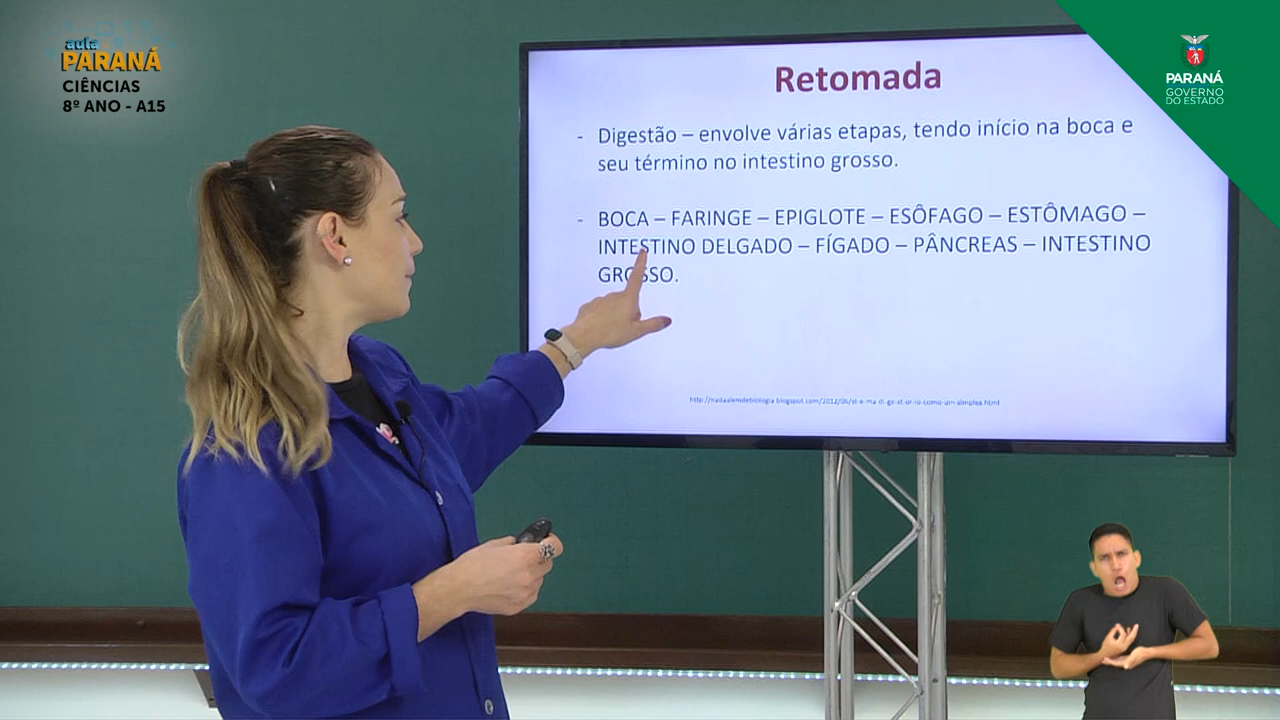 aula
PARANÁ
CIÊNCIAS
8º ANO - A15
Retomada
- Digestão – envolve várias etapas, tendo início na boca e
seu término no intestino grosso.
- BOCA – FARINGE – EPIGLOTE – ESÔFAGO – ESTÔMAGO –
INTESTINO DELGADO – FÍGADO – PÂNCREAS – INTESTINO
GROSSO.
PARANÁ
GOVERNO
DO ESTADO